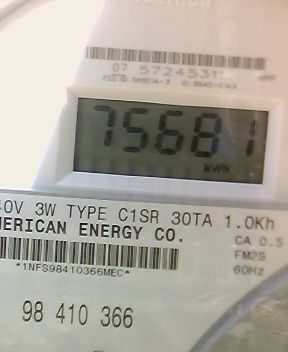 07 5724531
75681
kWh
40V 3W TYPE C1SR 30TA 1.0Kh
MERICAN ENERGY CO.
CA 0.5
FM2S
*1NFS98410366MEC*
60Hz
98 410 366